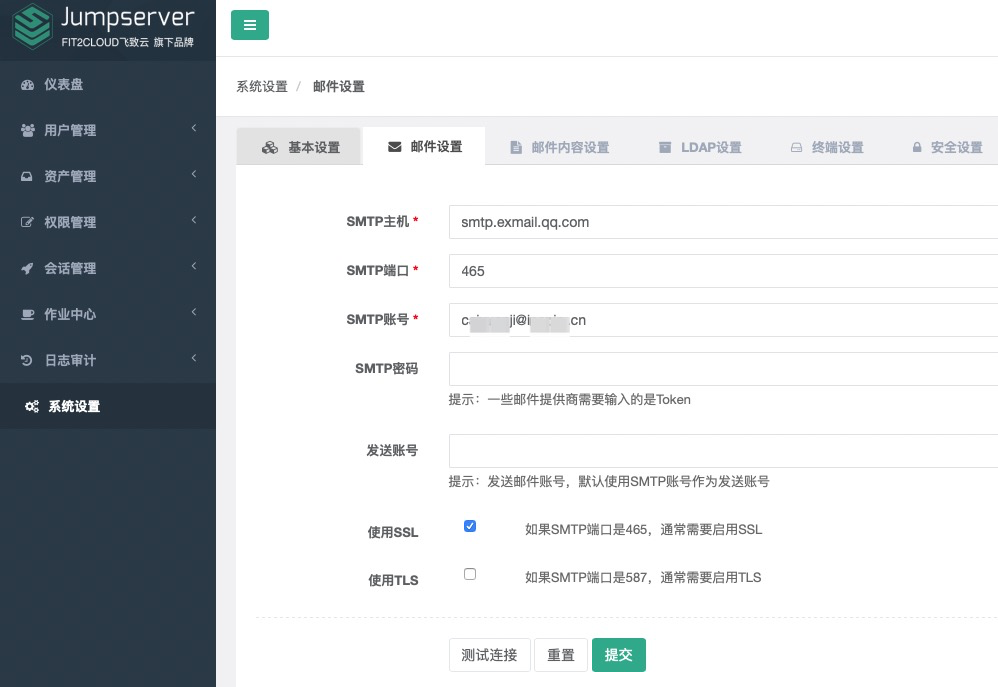 Jumpserver
FIT2CLOUD飞致云 旗下品牌
仪表盘
用户管理
资产管理
权限管理
会话管理
作业中心
日志审计
系统设置
系统设置 / 邮件设置
基本设置 邮件设置 邮件内容设置 LDAP设置 终端设置 安全设置
SMTP主机 * smtp.exmail.qq.com
SMTP端口 * 465
SMTP账号 *
SMTP密码
提示：一些邮件提供商需要输入的是Token
发送账号
提示：发送邮件账号，默认使用SMTP账号作为发送账号
使用SSL 如果SMTP端口是465，通常需要启用SSL
使用TLS 如果SMTP端口是587，通常需要启用TLS
测试连接 重置 提交